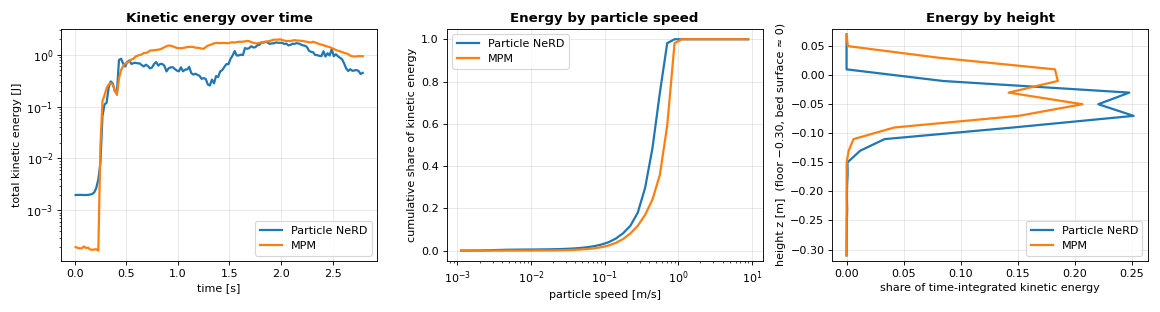 Kinetic energy over time
total kinetic energy [J]
10⁰
10⁻¹
10⁻²
10⁻³
0.0 0.5 1.0 1.5 2.0 2.5
time [s]
Particle NeRD
MPM
Energy by particle speed
cumulative share of kinetic energy
1.0
0.8
0.6
0.4
0.2
0.0
10⁻³ 10⁻² 10⁻¹ 10⁰ 10¹
particle speed [m/s]
Particle NeRD
MPM
Energy by height
height z [m] (floor −0.30, bed surface ≈ 0)
0.05
0.00
−0.05
−0.10
−0.15
−0.20
−0.25
−0.30
0.00 0.05 0.10 0.15 0.20 0.25
share of time-integrated kinetic energy
Particle NeRD
MPM